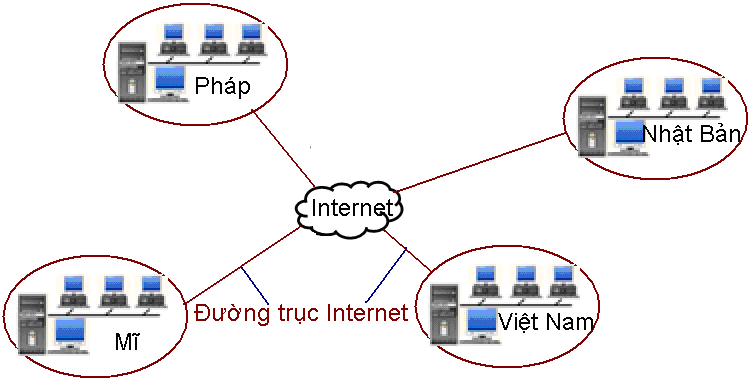 Pháp
Nhật Bản
Internet
Đường trục Internet
Việt Nam
Mĩ